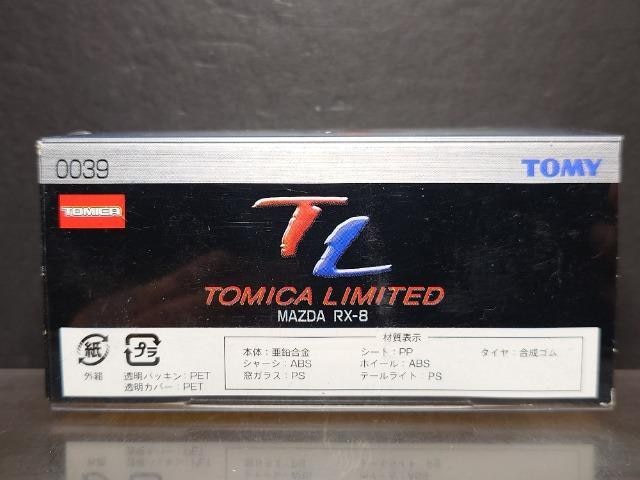 0039
TOMY
TOMICA
TL
TOMICA LIMITED
MAZDA RX-8
紙
外箱
プラ
透明パッキン:PET
透明カバー:PET
材質表示
本体:亜鉛合金
シャーシ:ABS
窓ガラス:PS
シート:PP
ホイール:ABS
テールライト:PS
タイヤ:合成ゴム